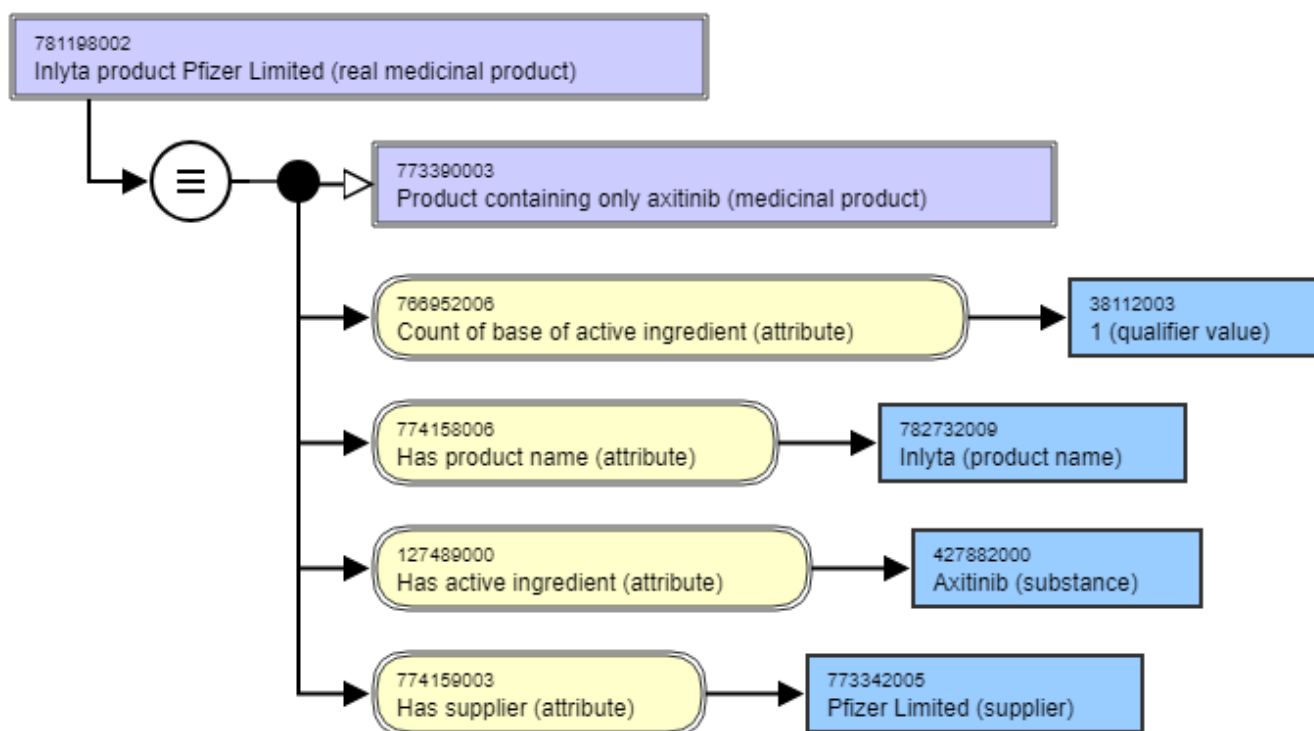 781198002
Inlyta product Pfizer Limited (real medicinal product)
773390003
Product containing only axitinib (medicinal product)
766952006
Count of base of active ingredient (attribute)
38112003
1 (qualifier value)
774158006
Has product name (attribute)
782732009
Inlyta (product name)
127489000
Has active ingredient (attribute)
427882000
Axitinib (substance)
774159003
Has supplier (attribute)
773342005
Pfizer Limited (supplier)